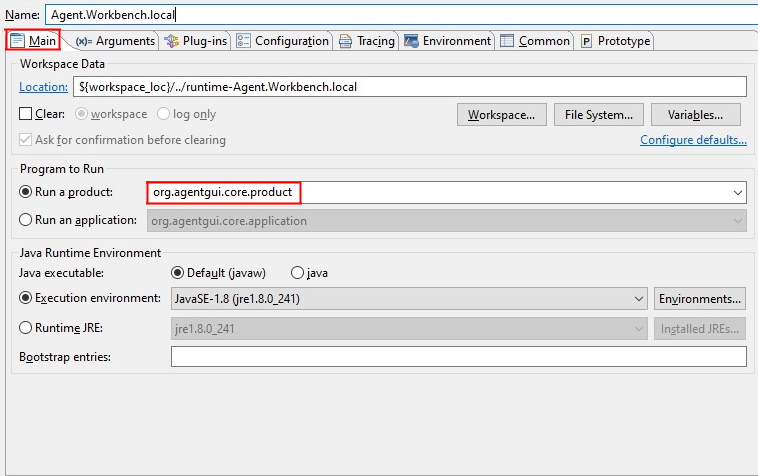 Name: Agent.Workbench.local
Main (x)= Arguments Plug-ins Configuration Tracing Environment Common P Prototype
Workspace Data
Location: ${workspace_loc}/../runtime-Agent.Workbench.local
Clear: workspace log only Workspace... File System... Variables...
Ask for confirmation before clearing Configure defaults...
Program to Run
Run a product: org.agentgui.core.product
Run an application: org.agentgui.core.application
Java Runtime Environment
Java executable: Default (javaw) java
Execution environment: JavaSE-1.8 (jre1.8.0_241) Environments...
Runtime JRE: jre1.8.0_241 Installed JREs...
Bootstrap entries: